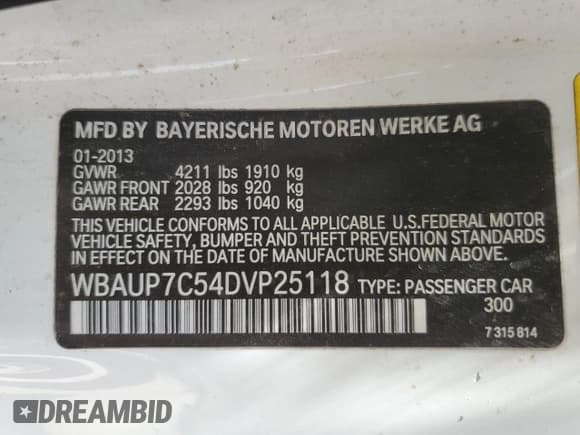 MFD BY BAYERISCHE MOTOREN WERKE AG
01-2013
GVWR 4211 lbs 1910 kg
GAWR FRONT 2028 lbs 920 kg
GAWR REAR 2293 lbs 1040 kg
THIS VEHICLE CONFORMS TO ALL APPLICABLE U.S.FEDERAL MOTOR
VEHICLE SAFETY, BUMPER AND THEFT PREVENTION STANDARDS
IN EFFECT ON THE DATE OF MANUFACTURE SHOWN ABOVE.
WBAUP7C54DVP25118 TYPE: PASSENGER CAR
300
7 315 814
DREAMBID